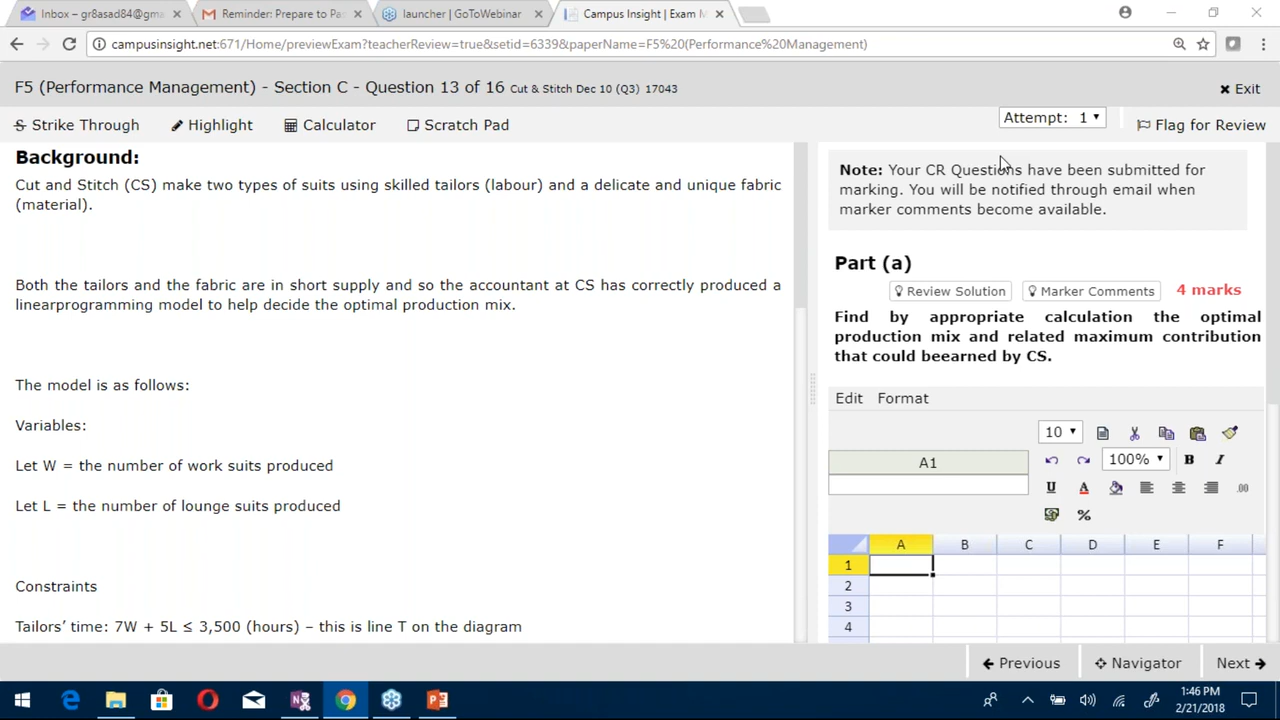 Inbox – gr8asad84@gma
Reminder: Prepare to Pa
launcher | GoToWebinar
Campus Insight | Exam M
campusinsight.net:671/Home/previewExam?teacherReview=true&setid=6339&paperName=F5%20(Performance%20Management)
F5 (Performance Management) - Section C - Question 13 of 16 Cut & Stitch Dec 10 (Q3) 17043
Exit
Strike Through
Highlight
Calculator
Scratch Pad
Attempt: 1
Flag for Review
Background:
Cut and Stitch (CS) make two types of suits using skilled tailors (labour) and a delicate and unique fabric
(material).
Both the tailors and the fabric are in short supply and so the accountant at CS has correctly produced a
linearprogramming model to help decide the optimal production mix.
The model is as follows:
Variables:
Let W = the number of work suits produced
Let L = the number of lounge suits produced
Constraints
Tailors' time: 7W + 5L ≤ 3,500 (hours) – this is line T on the diagram
Note: Your CR Questions have been submitted for
marking. You will be notified through email when
marker comments become available.
Part (a)
Review Solution
Marker Comments
4 marks
Find by appropriate calculation the optimal
production mix and related maximum contribution
that could beearned by CS.
Edit Format
10
A1
100%
B I
U A .00
%
A B C D E F
1
2
3
4
Previous
Navigator
Next
1:46 PM
2/21/2018